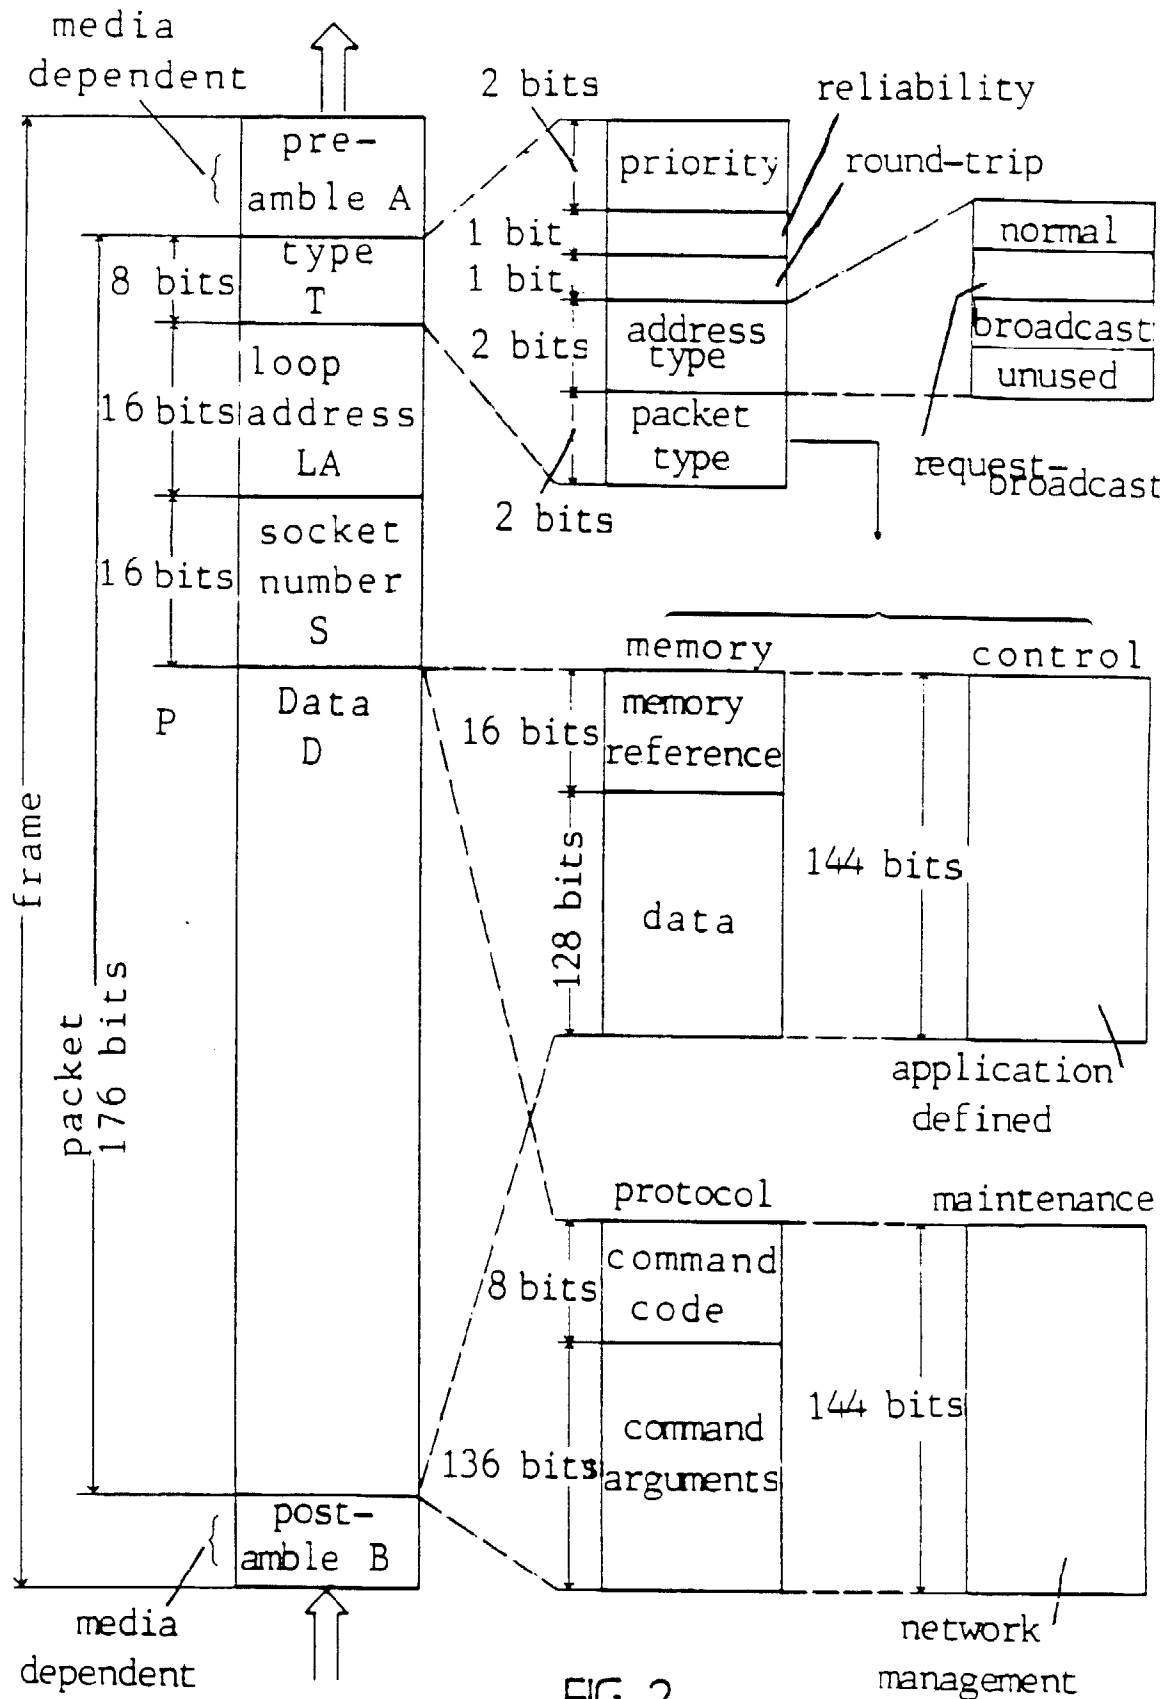 media
dependent
pre-
amble A
type
T
8 bits
loop
address
LA
16 bits
socket
number
S
16 bits
P
Data
D
frame
packet
176 bits
post-
amble B
media
dependent
2 bits
priority
reliability
round-trip
1 bit
1 bit
2 bits
address
type
packet
type
2 bits
normal
broadcast
unused
request-
broadcast
memory
control
16 bits
memory
reference
128 bits
data
144 bits
application
defined
protocol
maintenance
8 bits
command
code
136 bits
command
arguments
144 bits
network
management
FIG. 2